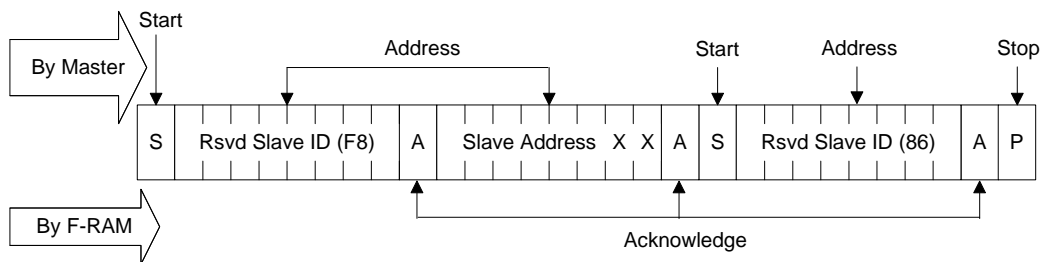 Start
Address
Start
Address
Stop
By Master
S Rsvd Slave ID (F8) A Slave Address X X A S Rsvd Slave ID (86) A P
By F-RAM
Acknowledge